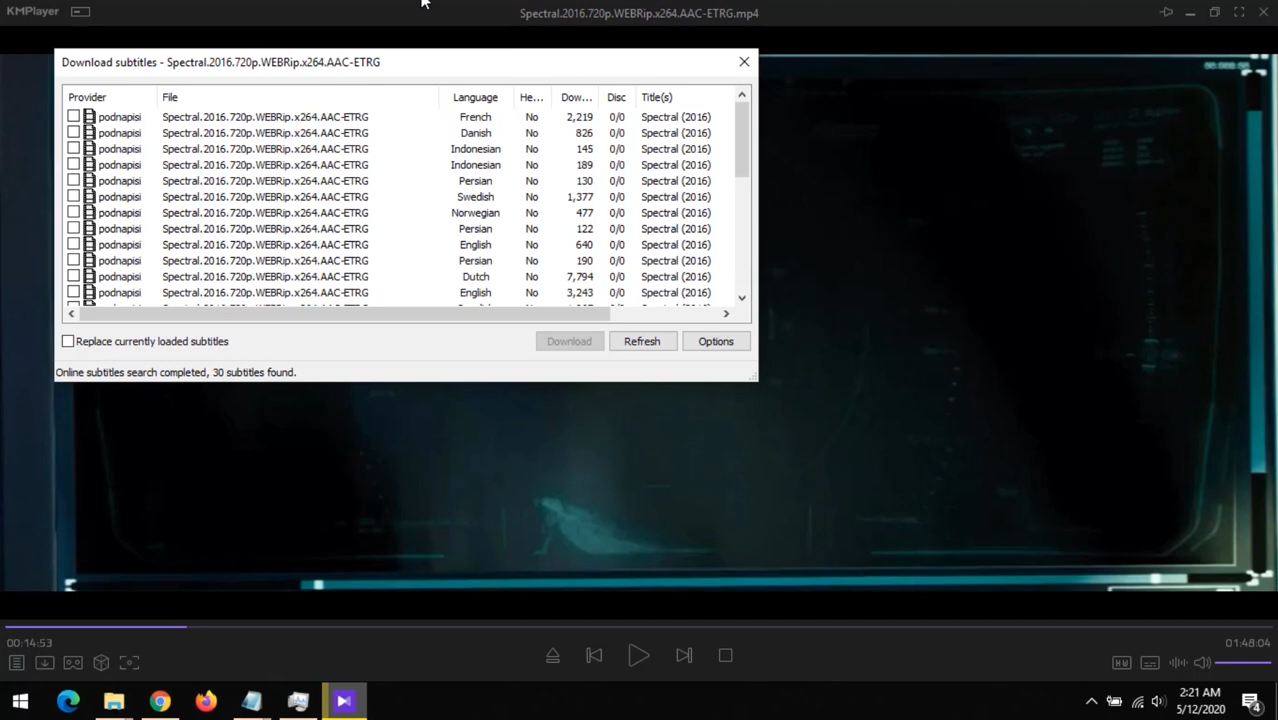 KMPlayer Spectral.2016.720p.WEBRip.x264.AAC-ETRG.mp4
Download subtitles - Spectral.2016.720p.WEBRip.x264.AAC-ETRG
Provider File Language He... Dow... Disc Title(s)
podnapisi Spectral.2016.720p.WEBRip.x264.AAC-ETRG French No 2,219 0/0 Spectral (2016)
podnapisi Spectral.2016.720p.WEBRip.x264.AAC-ETRG Danish No 826 0/0 Spectral (2016)
podnapisi Spectral.2016.720p.WEBRip.x264.AAC-ETRG Indonesian No 145 0/0 Spectral (2016)
podnapisi Spectral.2016.720p.WEBRip.x264.AAC-ETRG Indonesian No 189 0/0 Spectral (2016)
podnapisi Spectral.2016.720p.WEBRip.x264.AAC-ETRG Persian No 130 0/0 Spectral (2016)
podnapisi Spectral.2016.720p.WEBRip.x264.AAC-ETRG Swedish No 1,377 0/0 Spectral (2016)
podnapisi Spectral.2016.720p.WEBRip.x264.AAC-ETRG Norwegian No 477 0/0 Spectral (2016)
podnapisi Spectral.2016.720p.WEBRip.x264.AAC-ETRG Persian No 122 0/0 Spectral (2016)
podnapisi Spectral.2016.720p.WEBRip.x264.AAC-ETRG English No 640 0/0 Spectral (2016)
podnapisi Spectral.2016.720p.WEBRip.x264.AAC-ETRG Persian No 190 0/0 Spectral (2016)
podnapisi Spectral.2016.720p.WEBRip.x264.AAC-ETRG Dutch No 7,794 0/0 Spectral (2016)
podnapisi Spectral.2016.720p.WEBRip.x264.AAC-ETRG English No 3,243 0/0 Spectral (2016)
Replace currently loaded subtitles Download Refresh Options
Online subtitles search completed, 30 subtitles found.
00:14:53 01:48:04
HW
2:21 AM
5/12/2020
4